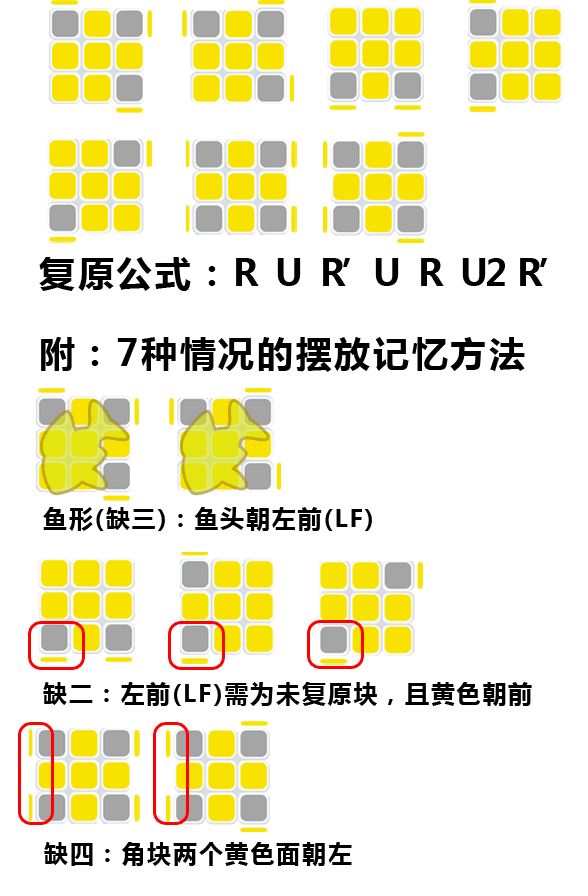 复原公式：R U R′ U R U2 R′
附：7种情况的摆放记忆方法
鱼形(缺三)：鱼头朝左前(LF)
缺二：左前(LF)需为未复原块，且黄色朝前
缺四：角块两个黄色面朝左